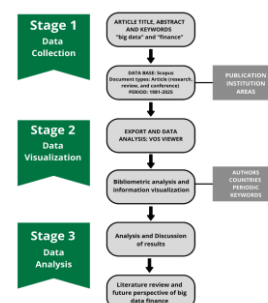 Stage 1
Data
Collection
ARTICLE TITLE, ABSTRACT
AND KEYWORDS
"big data" and "finance"
DATA BASE: Scopus
Document types: Article (research,
review, and conference)
PERIOD: 1981-2025
PUBLICATION
INSTITUTION
AREAS
Stage 2
Data
Visualization
EXPORT AND DATA
ANALYSIS: VOS VIEWER
Bibliometric analysis and
information visualization
AUTHORS
COUNTRIES
PERIODIC
KEYWORDS
Stage 3
Data
Analysis
Analysis and Discussion
of results
Literature review and
future perspective of big
data finance